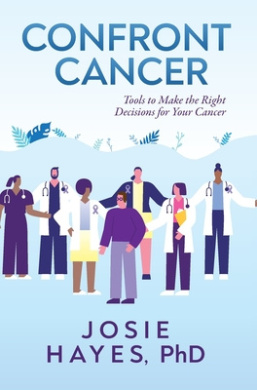 CONFRONT
CANCER
Tools to Make the Right
Decisions for Your Cancer
JOSIE
HAYES, PhD